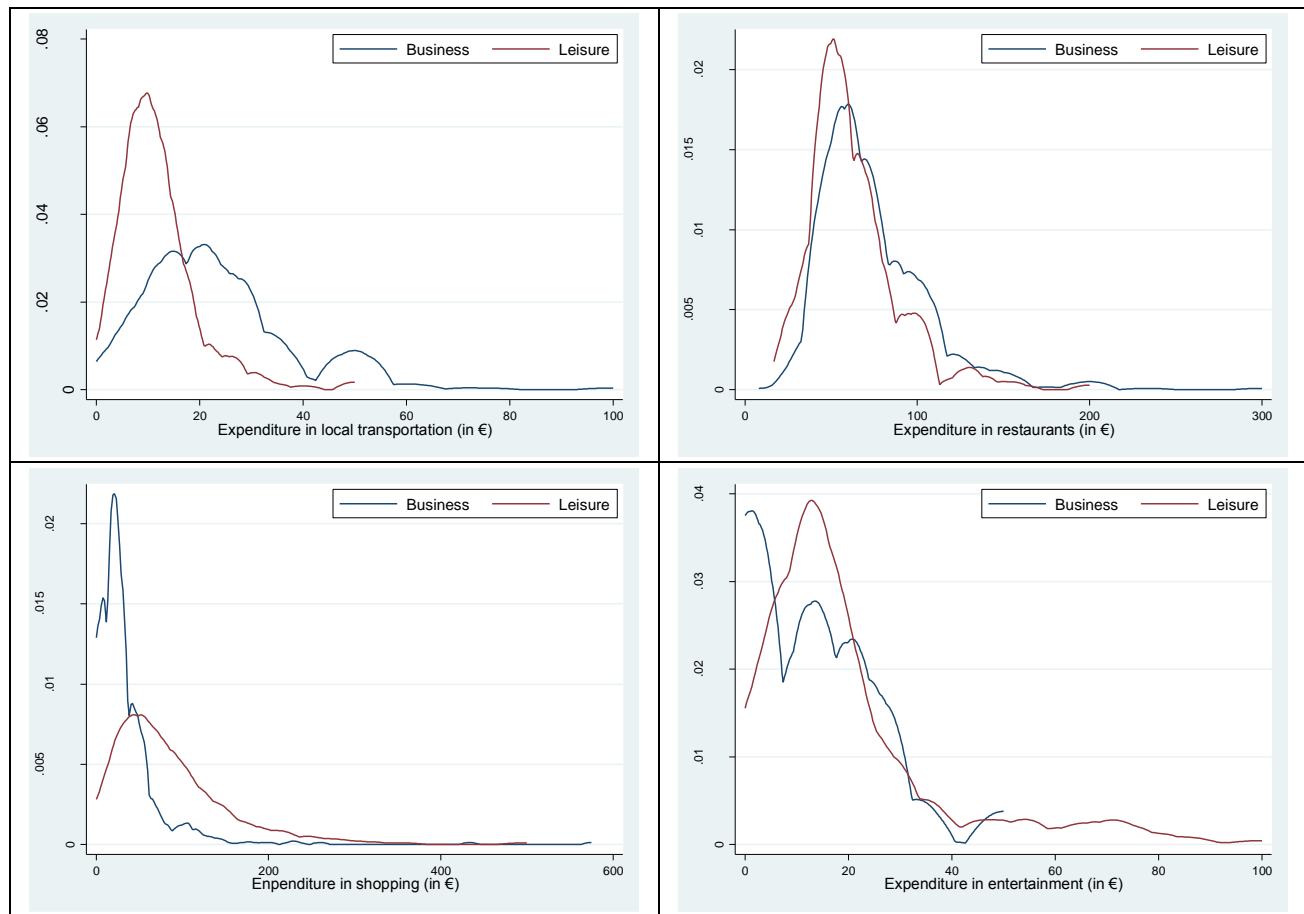 .08
.06
.04
.02
0
Business Leisure
0 20 40 60 80 100
Expenditure in local transportation (in €)
.02
.015
.01
.005
0
Business Leisure
0 100 200 300
Expenditure in restaurants (in €)
.02
.015
.01
.005
0
Business Leisure
0 200 400 600
Enpenditure in shopping (in €)
.04
.03
.02
.01
0
Business Leisure
0 20 40 60 80 100
Expenditure in entertainment (in €)